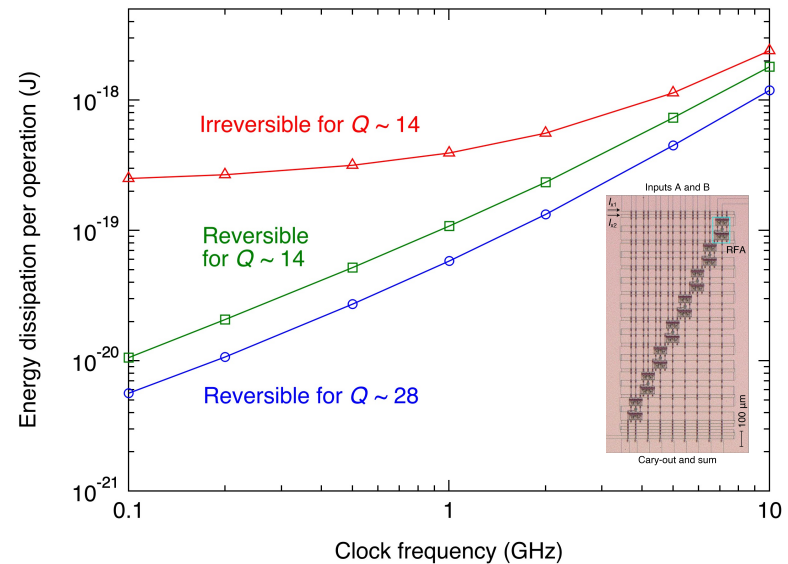 Energy dissipation per operation (J)
10⁻¹⁸
10⁻¹⁹
10⁻²⁰
10⁻²¹
Irreversible for Q ~ 14
Reversible
for Q ~ 14
Reversible for Q ~ 28
Inputs A and B
Ix1
Ix2
RFA
100 μm
Cary-out and sum
0.1
1
10
Clock frequency (GHz)